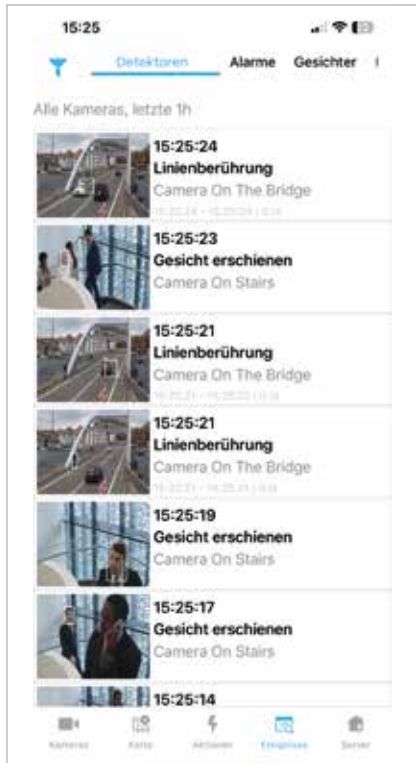 15:25
Detektoren Alarme Gesichter
Alle Kameras, letzte 1h
15:25:24
Linienberührung
Camera On The Bridge
15:25:23
Gesicht erschienen
Camera On Stairs
15:25:21
Linienberührung
Camera On The Bridge
15:25:21
Linienberührung
Camera On The Bridge
15:25:19
Gesicht erschienen
Camera On Stairs
15:25:17
Gesicht erschienen
Camera On Stairs
15:25:14
Kameras Karte Aktionen Ereignisse Server